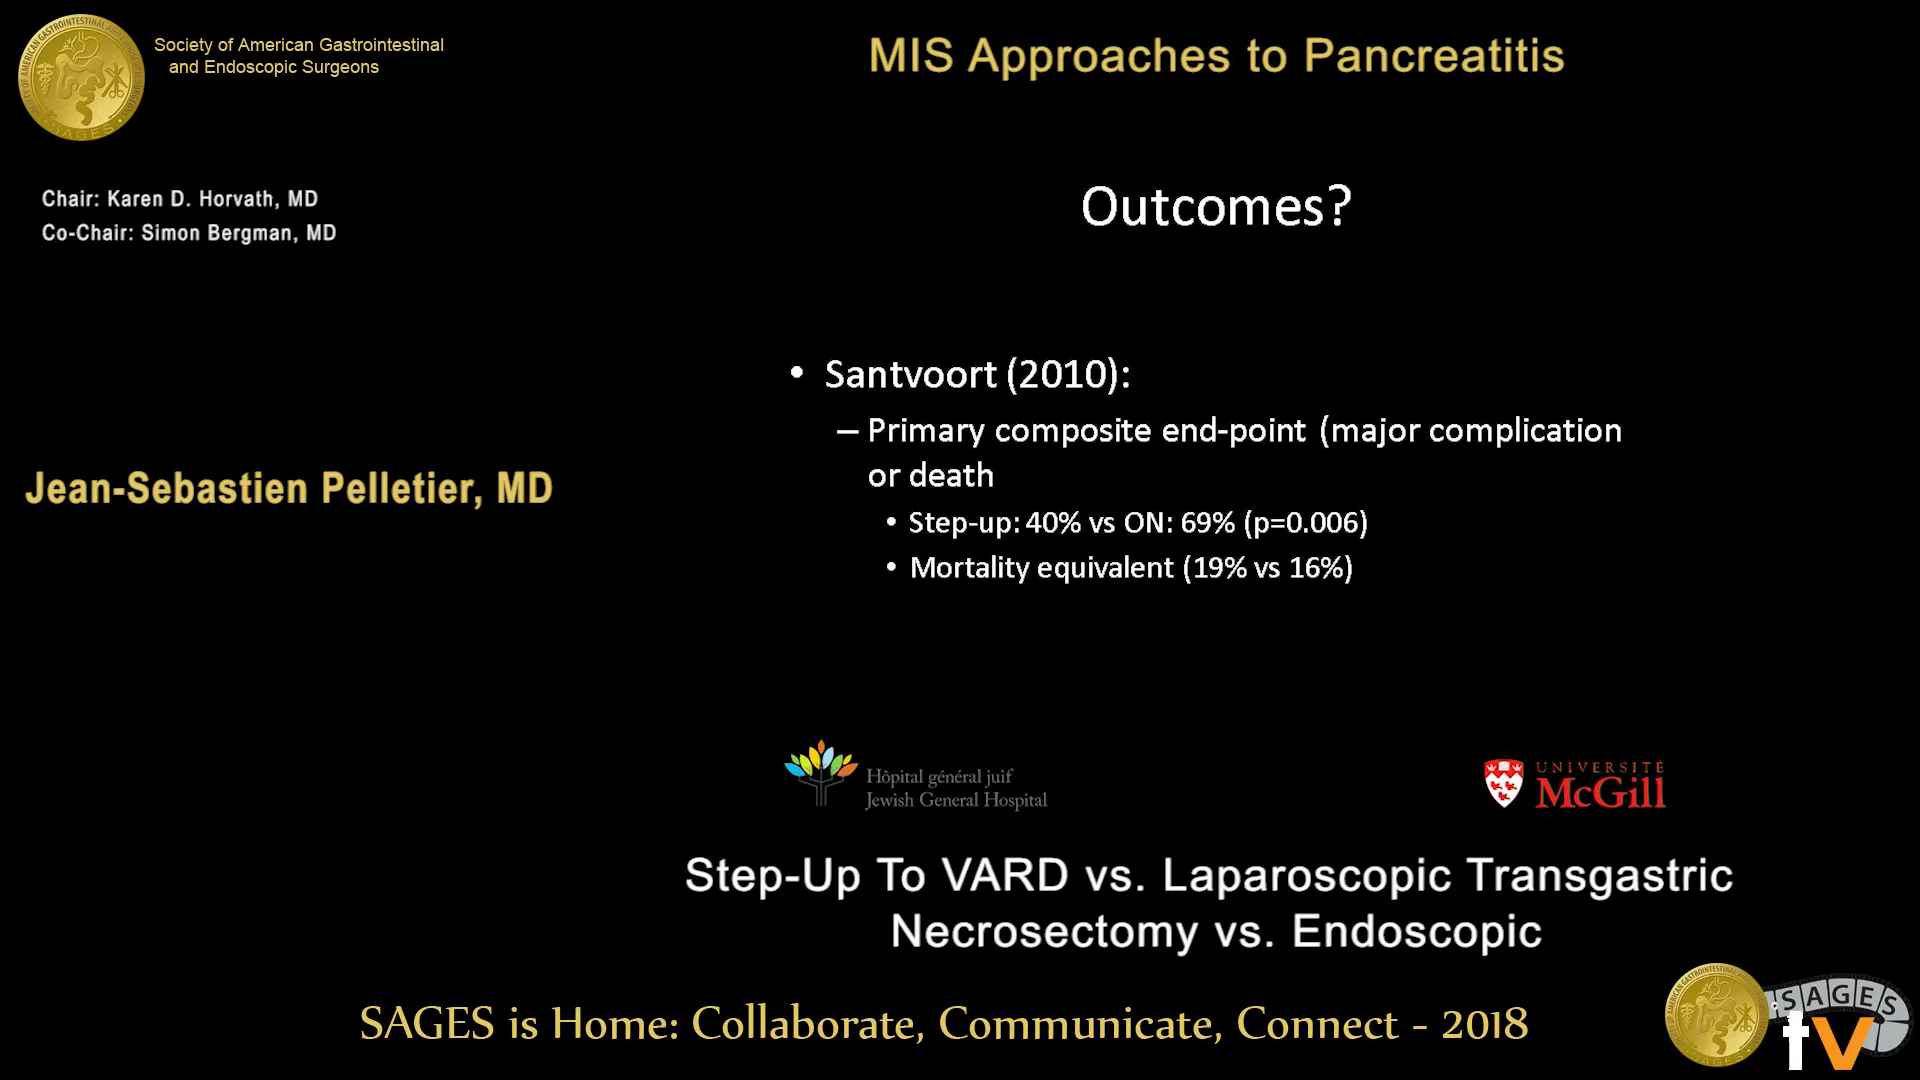 Society of American Gastrointestinal
and Endoscopic Surgeons
MIS Approaches to Pancreatitis
Chair: Karen D. Horvath, MD
Co-Chair: Simon Bergman, MD
Outcomes?
• Santvoort (2010):
– Primary composite end-point (major complication
or death
• Step-up: 40% vs ON: 69% (p=0.006)
• Mortality equivalent (19% vs 16%)
Jean-Sebastien Pelletier, MD
Hôpital général juif
Jewish General Hospital
UNIVERSITÉ
McGill
Step-Up To VARD vs. Laparoscopic Transgastric
Necrosectomy vs. Endoscopic
SAGES is Home: Collaborate, Communicate, Connect - 2018
SAGES
tv